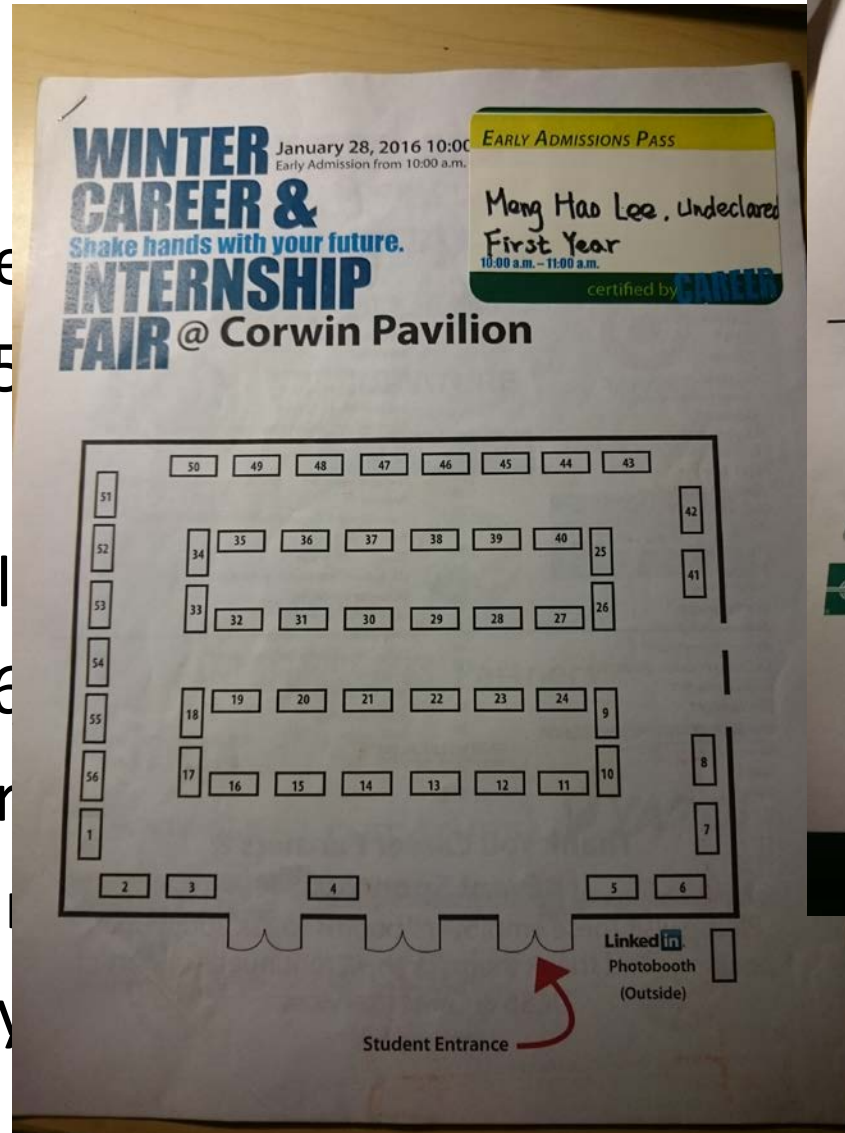 WINTER
January 28, 2016 10:00
Early Admission from 10:00 a.m.
CAREER &
Shake hands with your future.
INTERNSHIP
FAIR @ Corwin Pavilion
EARLY ADMISSIONS PASS
Meng Hao Lee, Undeclared
First Year
10:00 a.m. – 11:00 a.m.
certified by CAREER
50 49 48 47 46 45 44 43
51
42
52
34 35 36 37 38 39 40 25
41
53
33 32 31 30 29 28 27 26
54
55
18 19 20 21 22 23 24 9
56
17 16 15 14 13 12 11 10
8
1
7
2 3 4 5 6
LinkedIn
Photobooth
(Outside)
Student Entrance